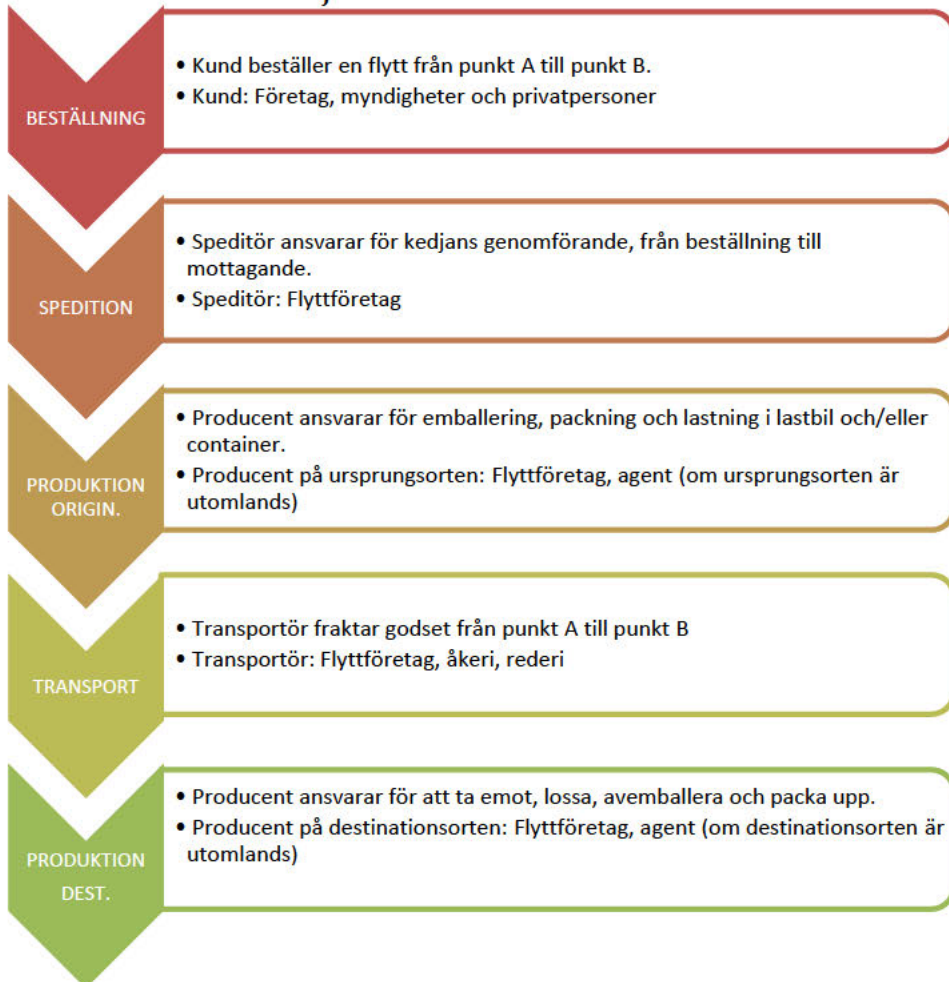 BESTÄLLNING
• Kund beställer en flytt från punkt A till punkt B.
• Kund: Företag, myndigheter och privatpersoner
SPEDITION
• Speditör ansvarar för kedjans genomförande, från beställning till
mottagande.
• Speditör: Flyttföretag
PRODUKTION
ORIGIN.
• Producent ansvarar för emballering, packning och lastning i lastbil och/eller
container.
• Producent på ursprungsorten: Flyttföretag, agent (om ursprungsorten är
utomlands)
TRANSPORT
• Transportör fraktar godset från punkt A till punkt B
• Transportör: Flyttföretag, åkeri, rederi
PRODUKTION
DEST.
• Producent ansvarar för att ta emot, lossa, avemballera och packa upp.
• Producent på destinationsorten: Flyttföretag, agent (om destinationsorten är
utomlands)